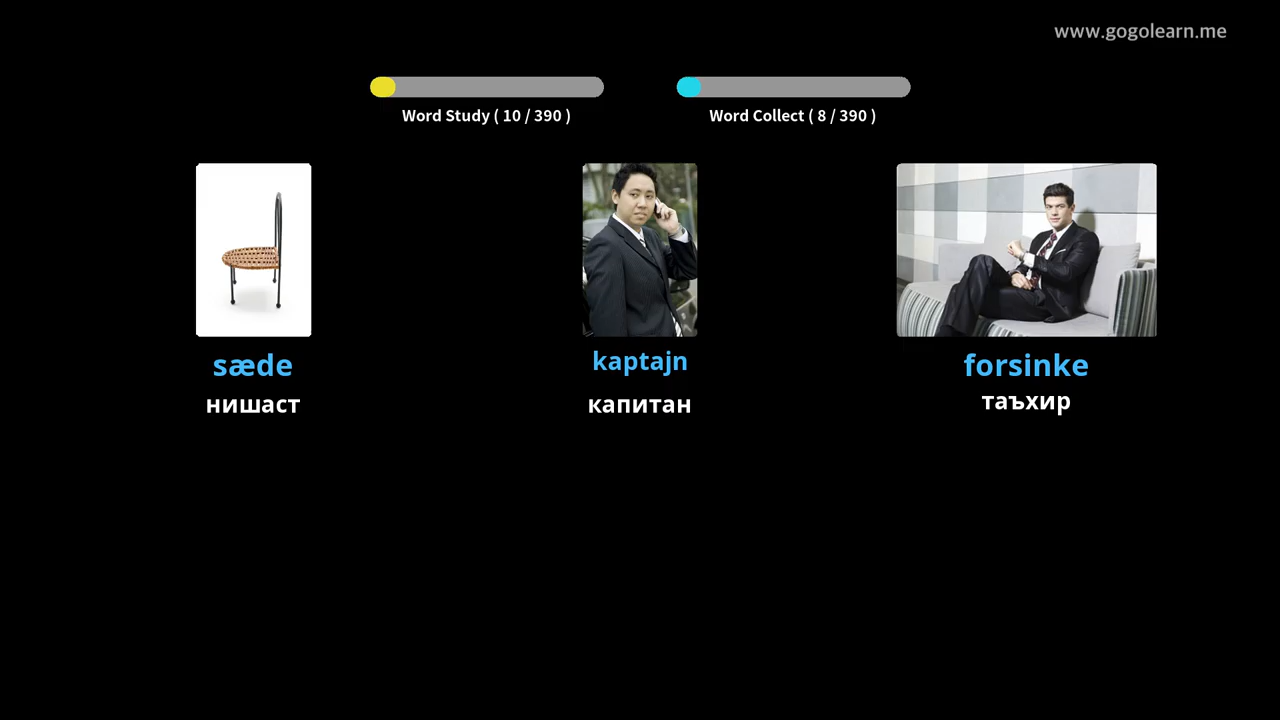 www.gogolearn.me
Word Study ( 10 / 390 )
Word Collect ( 8 / 390 )
sæde
kaptajn
forsinke
нишаст
капитан
таъхир